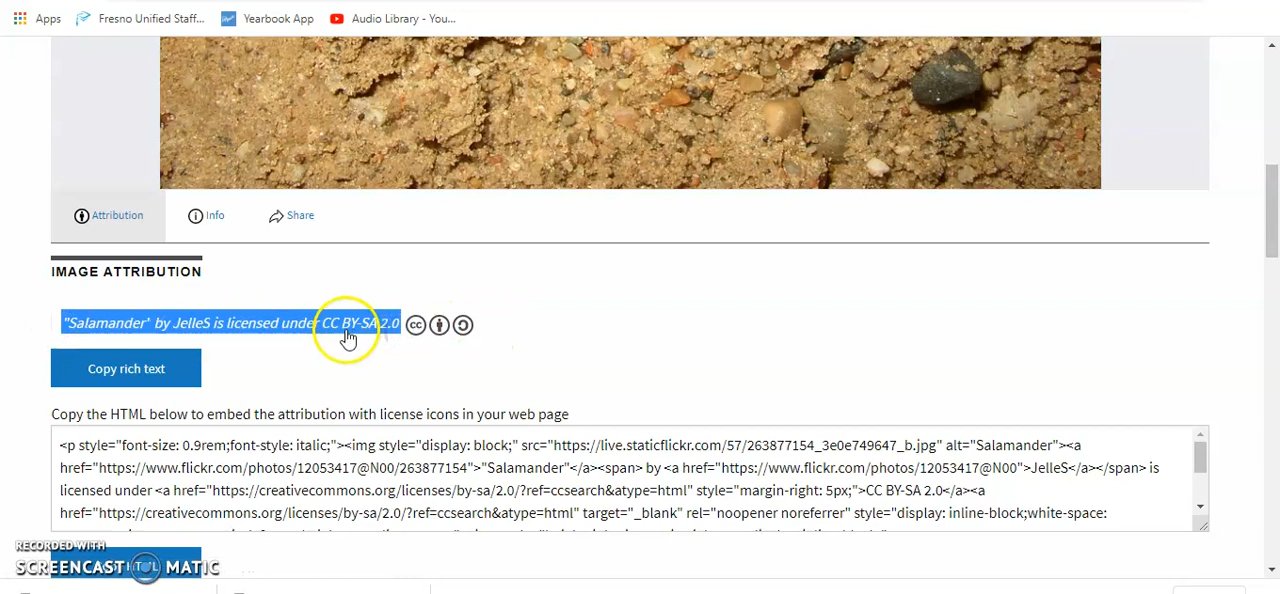 Apps Fresno Unified Staff... Yearbook App Audio Library - You...
Attribution Info Share
IMAGE ATTRIBUTION
"Salamander" by JelleS is licensed under CC BY-SA 2.0
Copy rich text
Copy the HTML below to embed the attribution with license icons in your web page
<p style="font-size: 0.9rem;font-style: italic;"><img style="display: block;" src="https://live.staticflickr.com/57/263877154_3e0e749647_b.jpg" alt="Salamander"><a
href="https://www.flickr.com/photos/12053417@N00/263877154">"Salamander"</a><span> by <a href="https://www.flickr.com/photos/12053417@N00">JelleS</a></span> is
licensed under <a href="https://creativecommons.org/licenses/by-sa/2.0/?ref=ccsearch&atype=html" style="margin-right: 5px;">CC BY-SA 2.0</a><a
href="https://creativecommons.org/licenses/by-sa/2.0/?ref=ccsearch&atype=html" target="_blank" rel="noopener noreferrer" style="display: inline-block;white-space:
RECORDED WITH
SCREENCAST MATIC